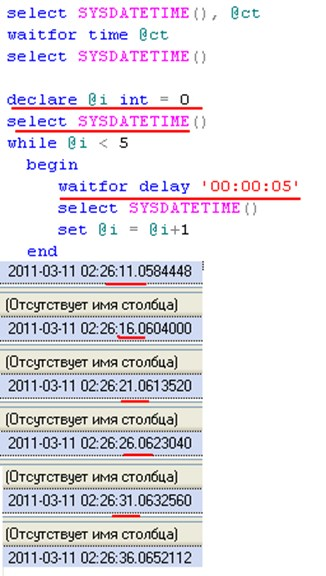 select SYSDATETIME(), @ct
waitfor time @ct
select SYSDATETIME()
declare @i int = 0
select SYSDATETIME()
while @i < 5
begin
waitfor delay '00:00:05'
select SYSDATETIME()
set @i = @i+1
end
2011-03-11 02:26:11.0584448
(Отсутствует имя столбца)
2011-03-11 02:26:16.0604000
(Отсутствует имя столбца)
2011-03-11 02:26:21.0613520
(Отсутствует имя столбца)
2011-03-11 02:26:26.0623040
(Отсутствует имя столбца)
2011-03-11 02:26:31.0632560
(Отсутствует имя столбца)
2011-03-11 02:26:36.0652112